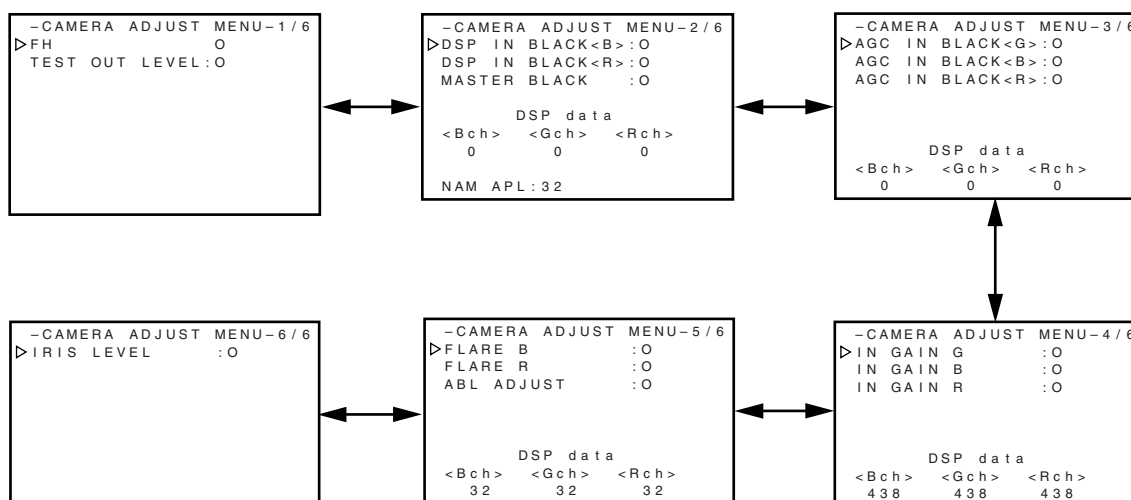 –CAMERA ADJUST MENU–1/6
FH O
TEST OUT LEVEL:O
–CAMERA ADJUST MENU–2/6
DSP IN BLACK<B>:O
DSP IN BLACK<R>:O
MASTER BLACK :O
DSP data
<Bch> <Gch> <Rch>
0 0 0
NAM APL:32
–CAMERA ADJUST MENU–3/6
AGC IN BLACK<G>:O
AGC IN BLACK<B>:O
AGC IN BLACK<R>:O
DSP data
<Bch> <Gch> <Rch>
0 0 0
–CAMERA ADJUST MENU–6/6
IRIS LEVEL :O
–CAMERA ADJUST MENU–5/6
FLARE B :O
FLARE R :O
ABL ADJUST :O
DSP data
<Bch> <Gch> <Rch>
32 32 32
–CAMERA ADJUST MENU–4/6
IN GAIN G :O
IN GAIN B :O
IN GAIN R :O
DSP data
<Bch> <Gch> <Rch>
438 438 438